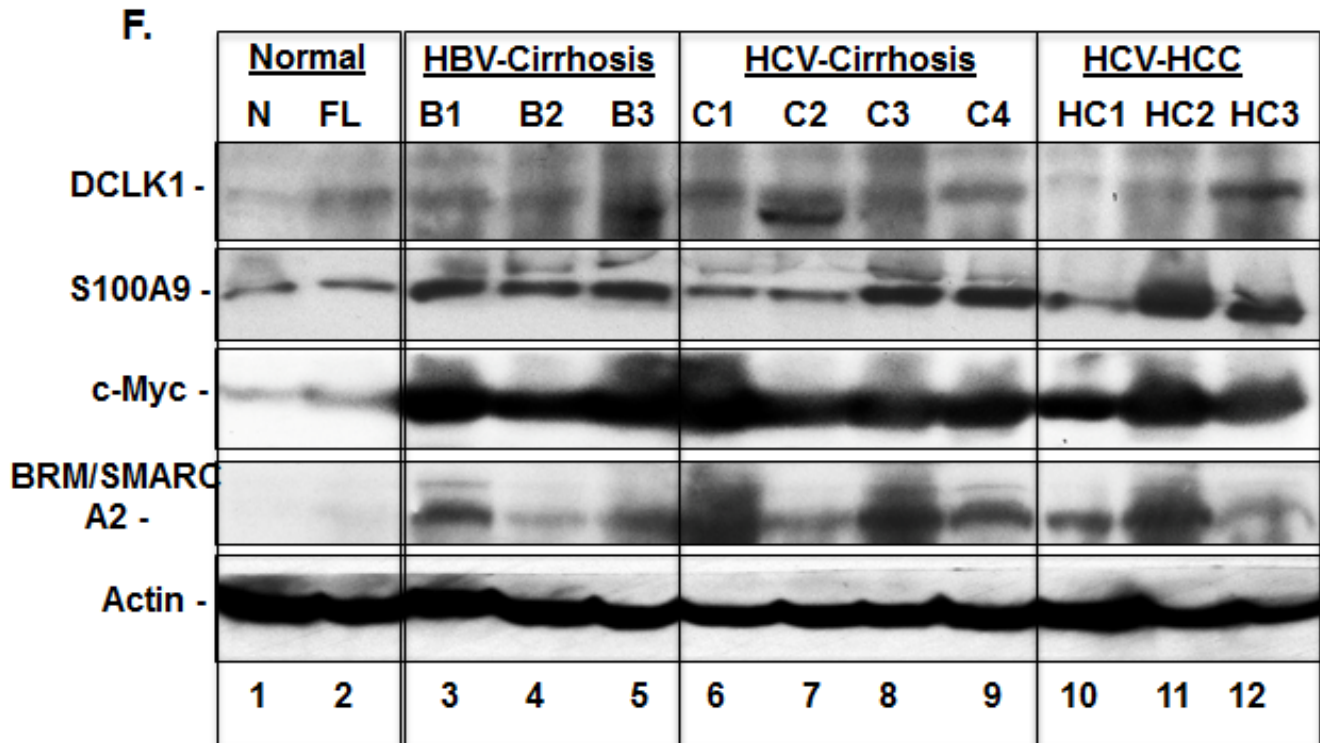 F.
Normal HBV-Cirrhosis HCV-Cirrhosis HCV-HCC
N FL B1 B2 B3 C1 C2 C3 C4 HC1 HC2 HC3
DCLK1 -
S100A9 -
c-Myc -
BRM/SMARC
A2 -
Actin -
1 2 3 4 5 6 7 8 9 10 11 12